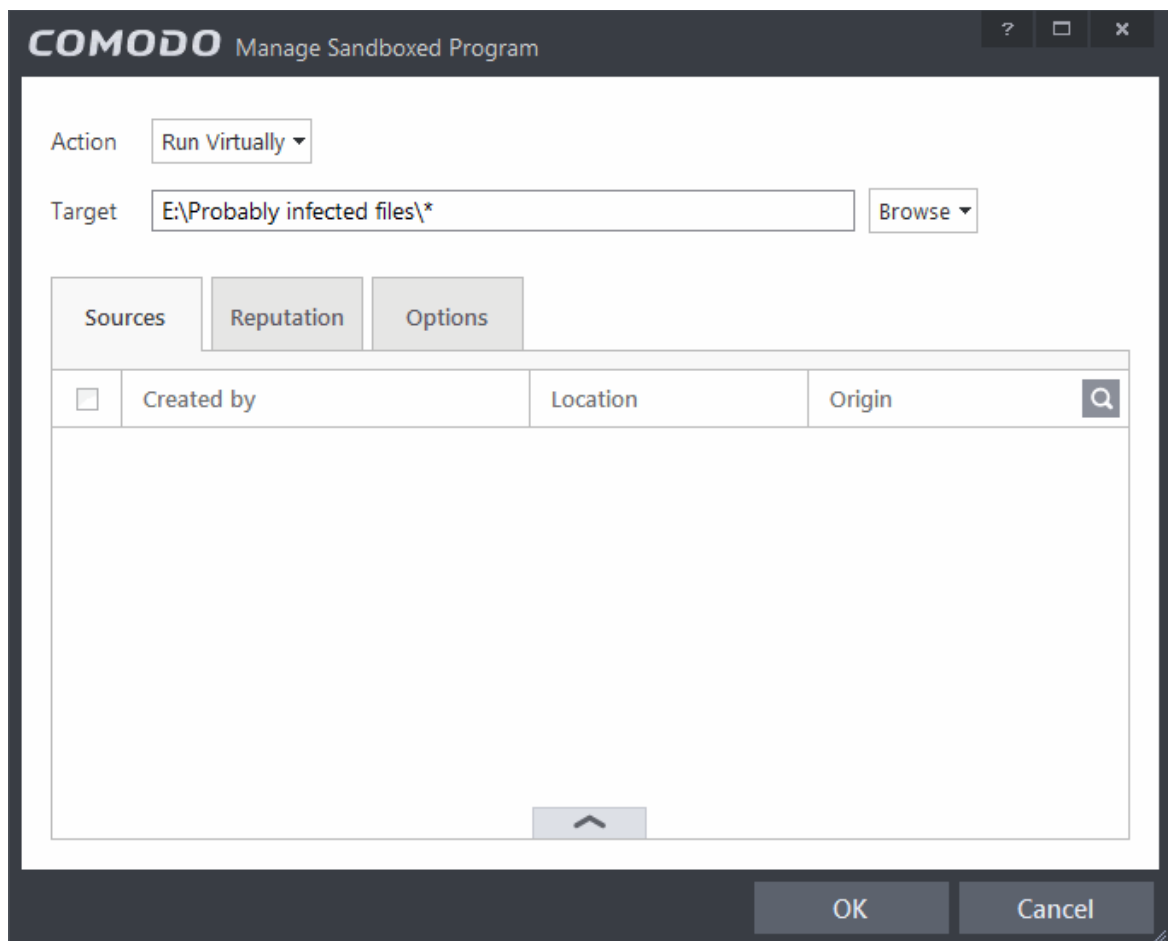 COMODO Manage Sandboxed Program ? ×
Action Run Virtually
Target E:\Probably infected files\* Browse
Sources Reputation Options
Created by Location Origin
OK Cancel